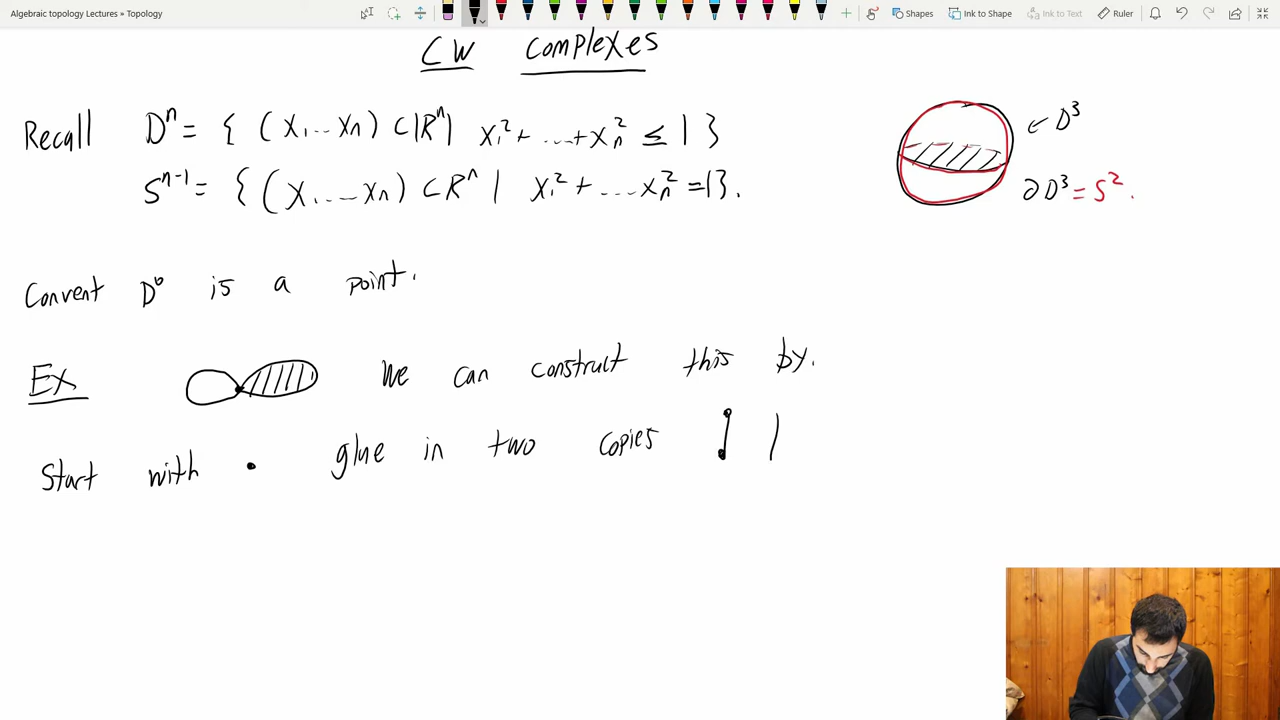 Algebraic topology Lectures » Topology
Shapes
Ink to Shape
Ink to Text
Ruler
CW Complexes
Recall Dⁿ = { (x₁...xₙ) ⊂ ℝⁿ | x₁² + ... + xₙ² ≤ 1 }
Sⁿ⁻¹ = { (x₁...xₙ) ⊂ ℝⁿ | x₁² + ... xₙ² = 1 }.
← D³
∂D³ = S².
Convent D⁰ is a point.
Ex We can construct this by.
Start with • glue in two copies